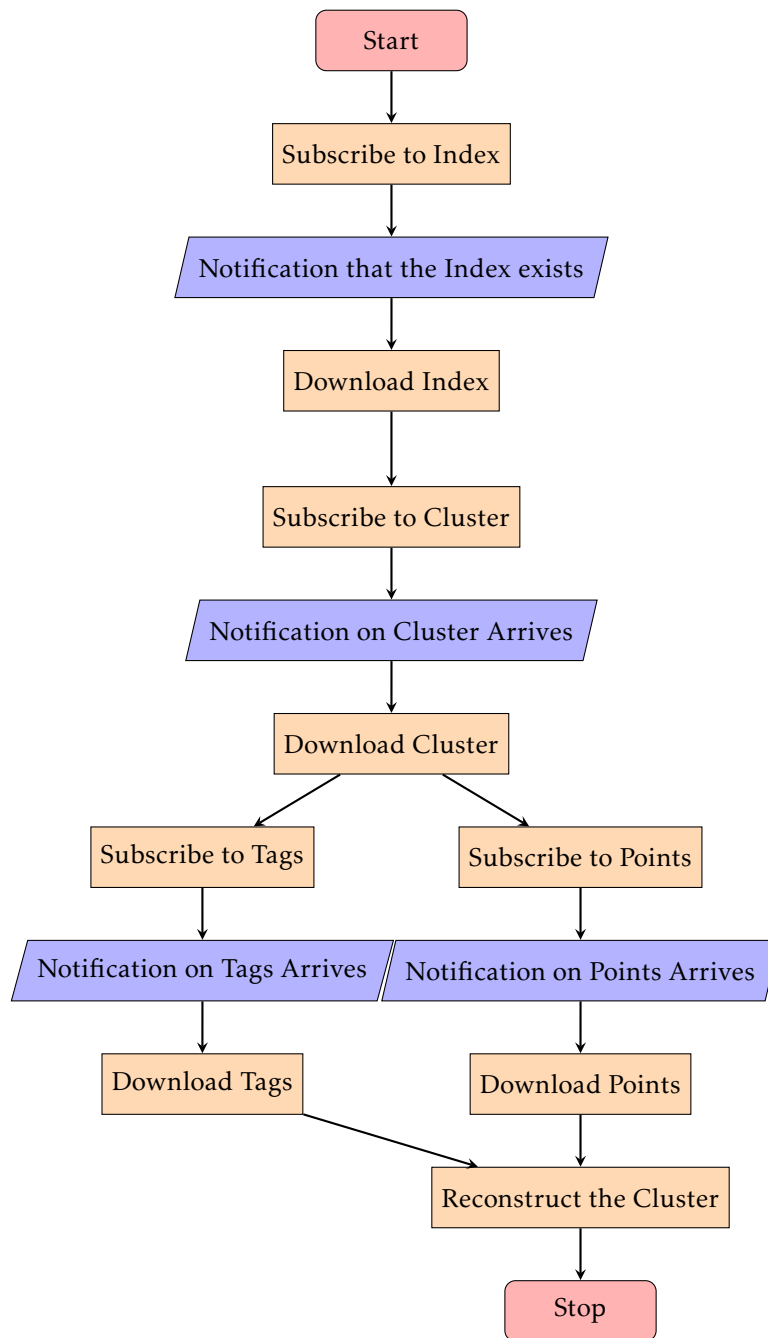 Start
Subscribe to Index
Notification that the Index exists
Download Index
Subscribe to Cluster
Notification on Cluster Arrives
Download Cluster
Subscribe to Tags
Subscribe to Points
Notification on Tags Arrives
Notification on Points Arrives
Download Tags
Download Points
Reconstruct the Cluster
Stop